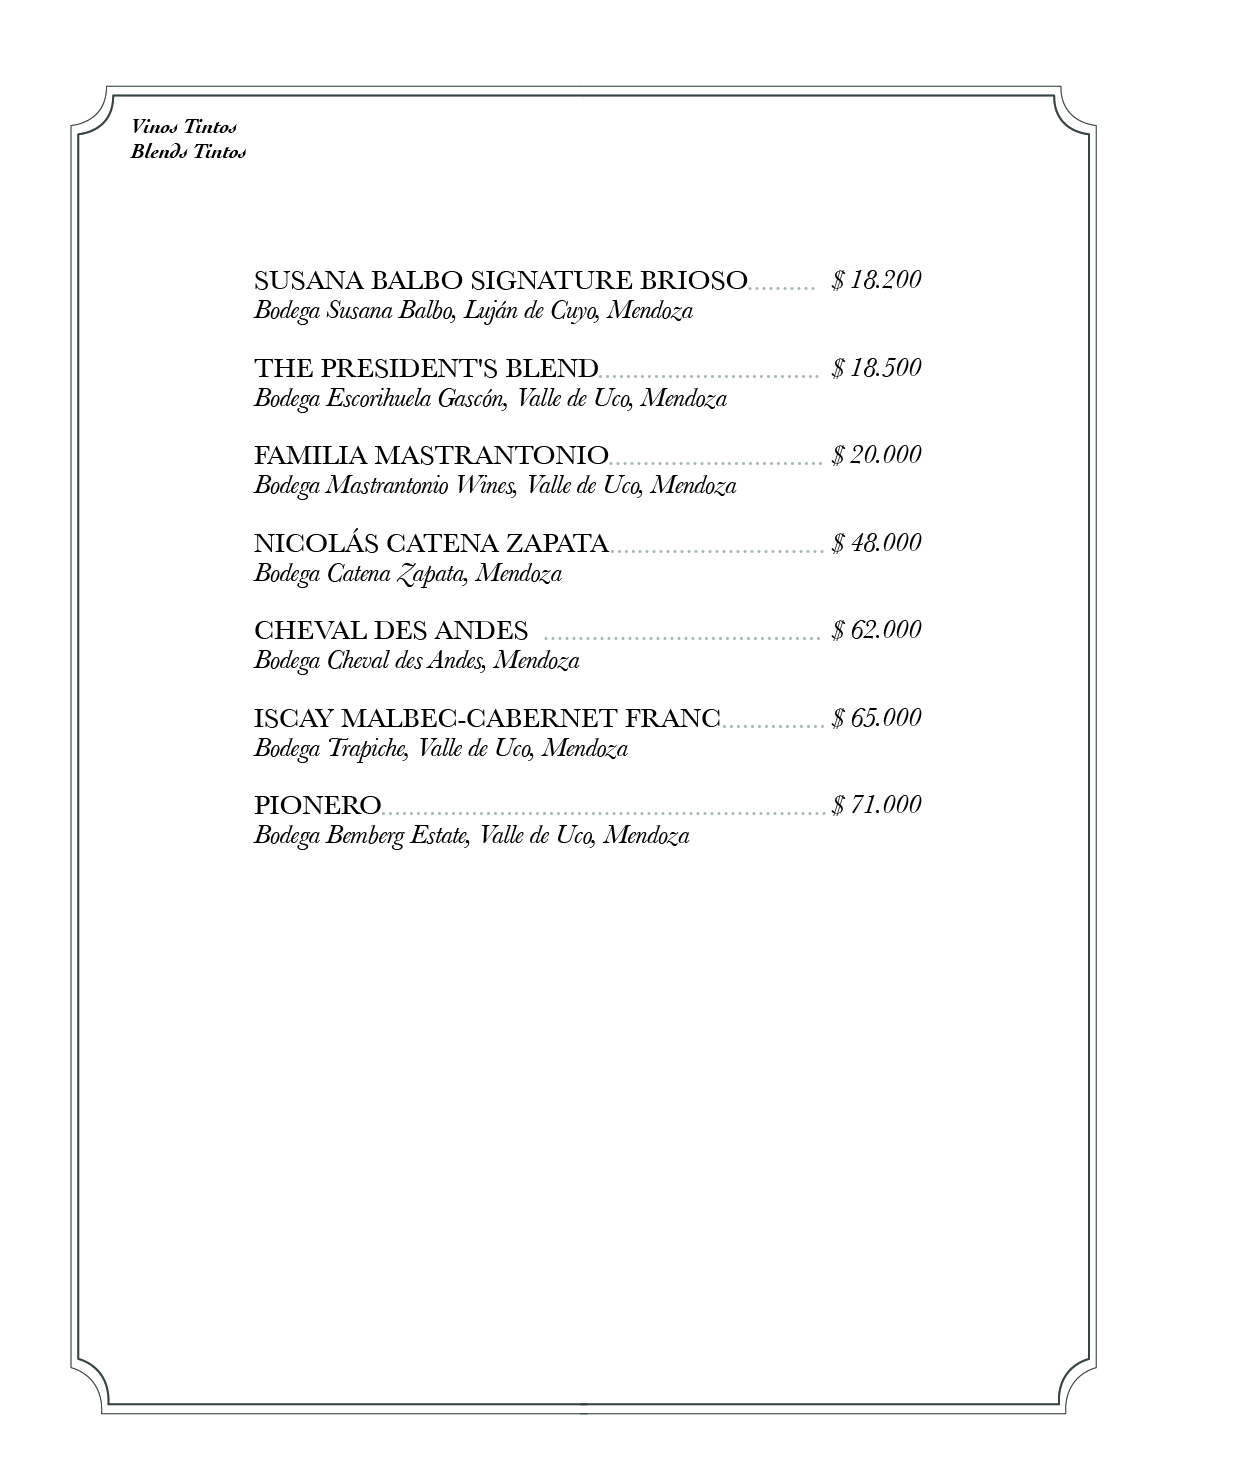 Vinos Tintos
Blends Tintos
SUSANA BALBO SIGNATURE BRIOSO.......... $ 18.200
Bodega Susana Balbo, Luján de Cuyo, Mendoza
THE PRESIDENT'S BLEND................................ $ 18.500
Bodega Escorihuela Gascón, Valle de Uco, Mendoza
FAMILIA MASTRANTONIO............................... $ 20.000
Bodega Mastrantonio Wines, Valle de Uco, Mendoza
NICOLÁS CATENA ZAPATA............................... $ 48.000
Bodega Catena Zapata, Mendoza
CHEVAL DES ANDES ........................................ $ 62.000
Bodega Cheval des Andes, Mendoza
ISCAY MALBEC-CABERNET FRANC............... $ 65.000
Bodega Trapiche, Valle de Uco, Mendoza
PIONERO................................................................ $ 71.000
Bodega Bemberg Estate, Valle de Uco, Mendoza